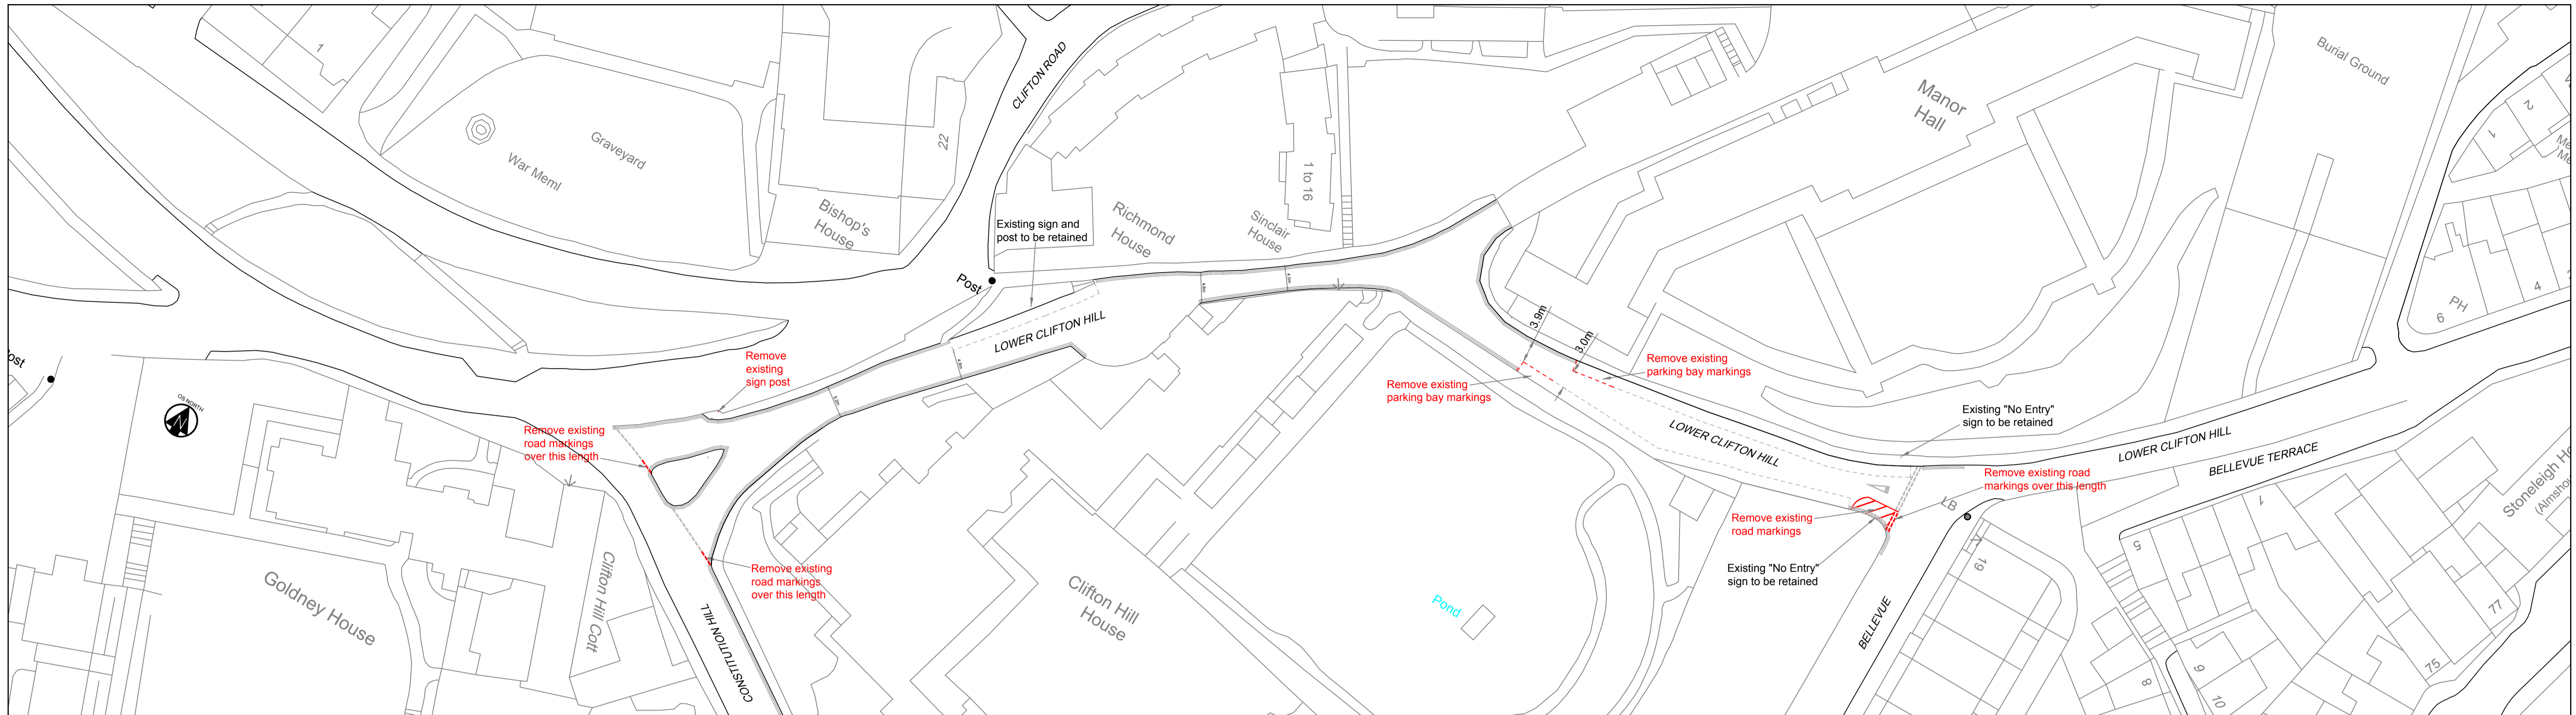 1
War Meml
Graveyard
22
Bishop's
House
CLIFTON ROAD
Existing sign and
post to be retained
Post
Richmond
House
Sinclair
House
1 to 16
Manor
Hall
Burial Ground
2
1
PH
9
4
LOWER CLIFTON HILL
3.9m
3.0m
Remove existing
parking bay markings
Remove existing
parking bay markings
Remove
existing
sign post
OS NORTH
N
Remove existing
road markings
over this length
Remove existing
road markings
over this length
Goldney House
Clifton Hill Cott
CONSTITUTION HILL
Clifton Hill
House
Pond
LOWER CLIFTON HILL
Existing "No Entry"
sign to be retained
Remove existing road
markings over this length
Remove existing
road markings
Existing "No Entry"
sign to be retained
LB
LOWER CLIFTON HILL
BELLEVUE TERRACE
BELLEVUE
19
1
5
8
9
10
75
77